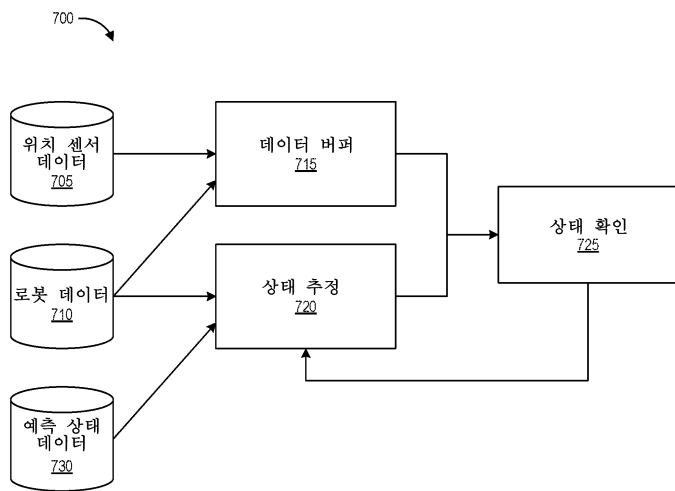 700
위치 센서
데이터
705
데이터 버퍼
715
상태 확인
725
로봇 데이터
710
상태 추정
720
예측 상태
데이터
730